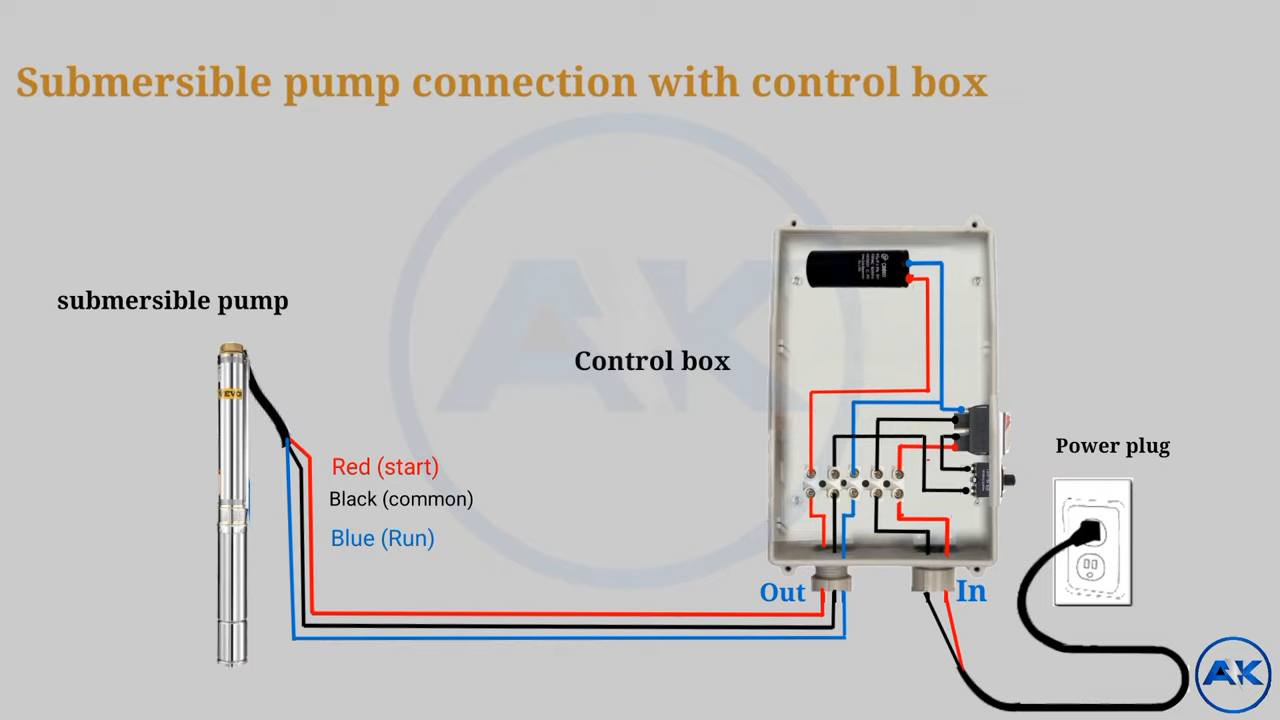 Submersible pump connection with control box
submersible pump
Control box
Power plug
Red (start)
Black (common)
Blue (Run)
Out
In
AK
AK